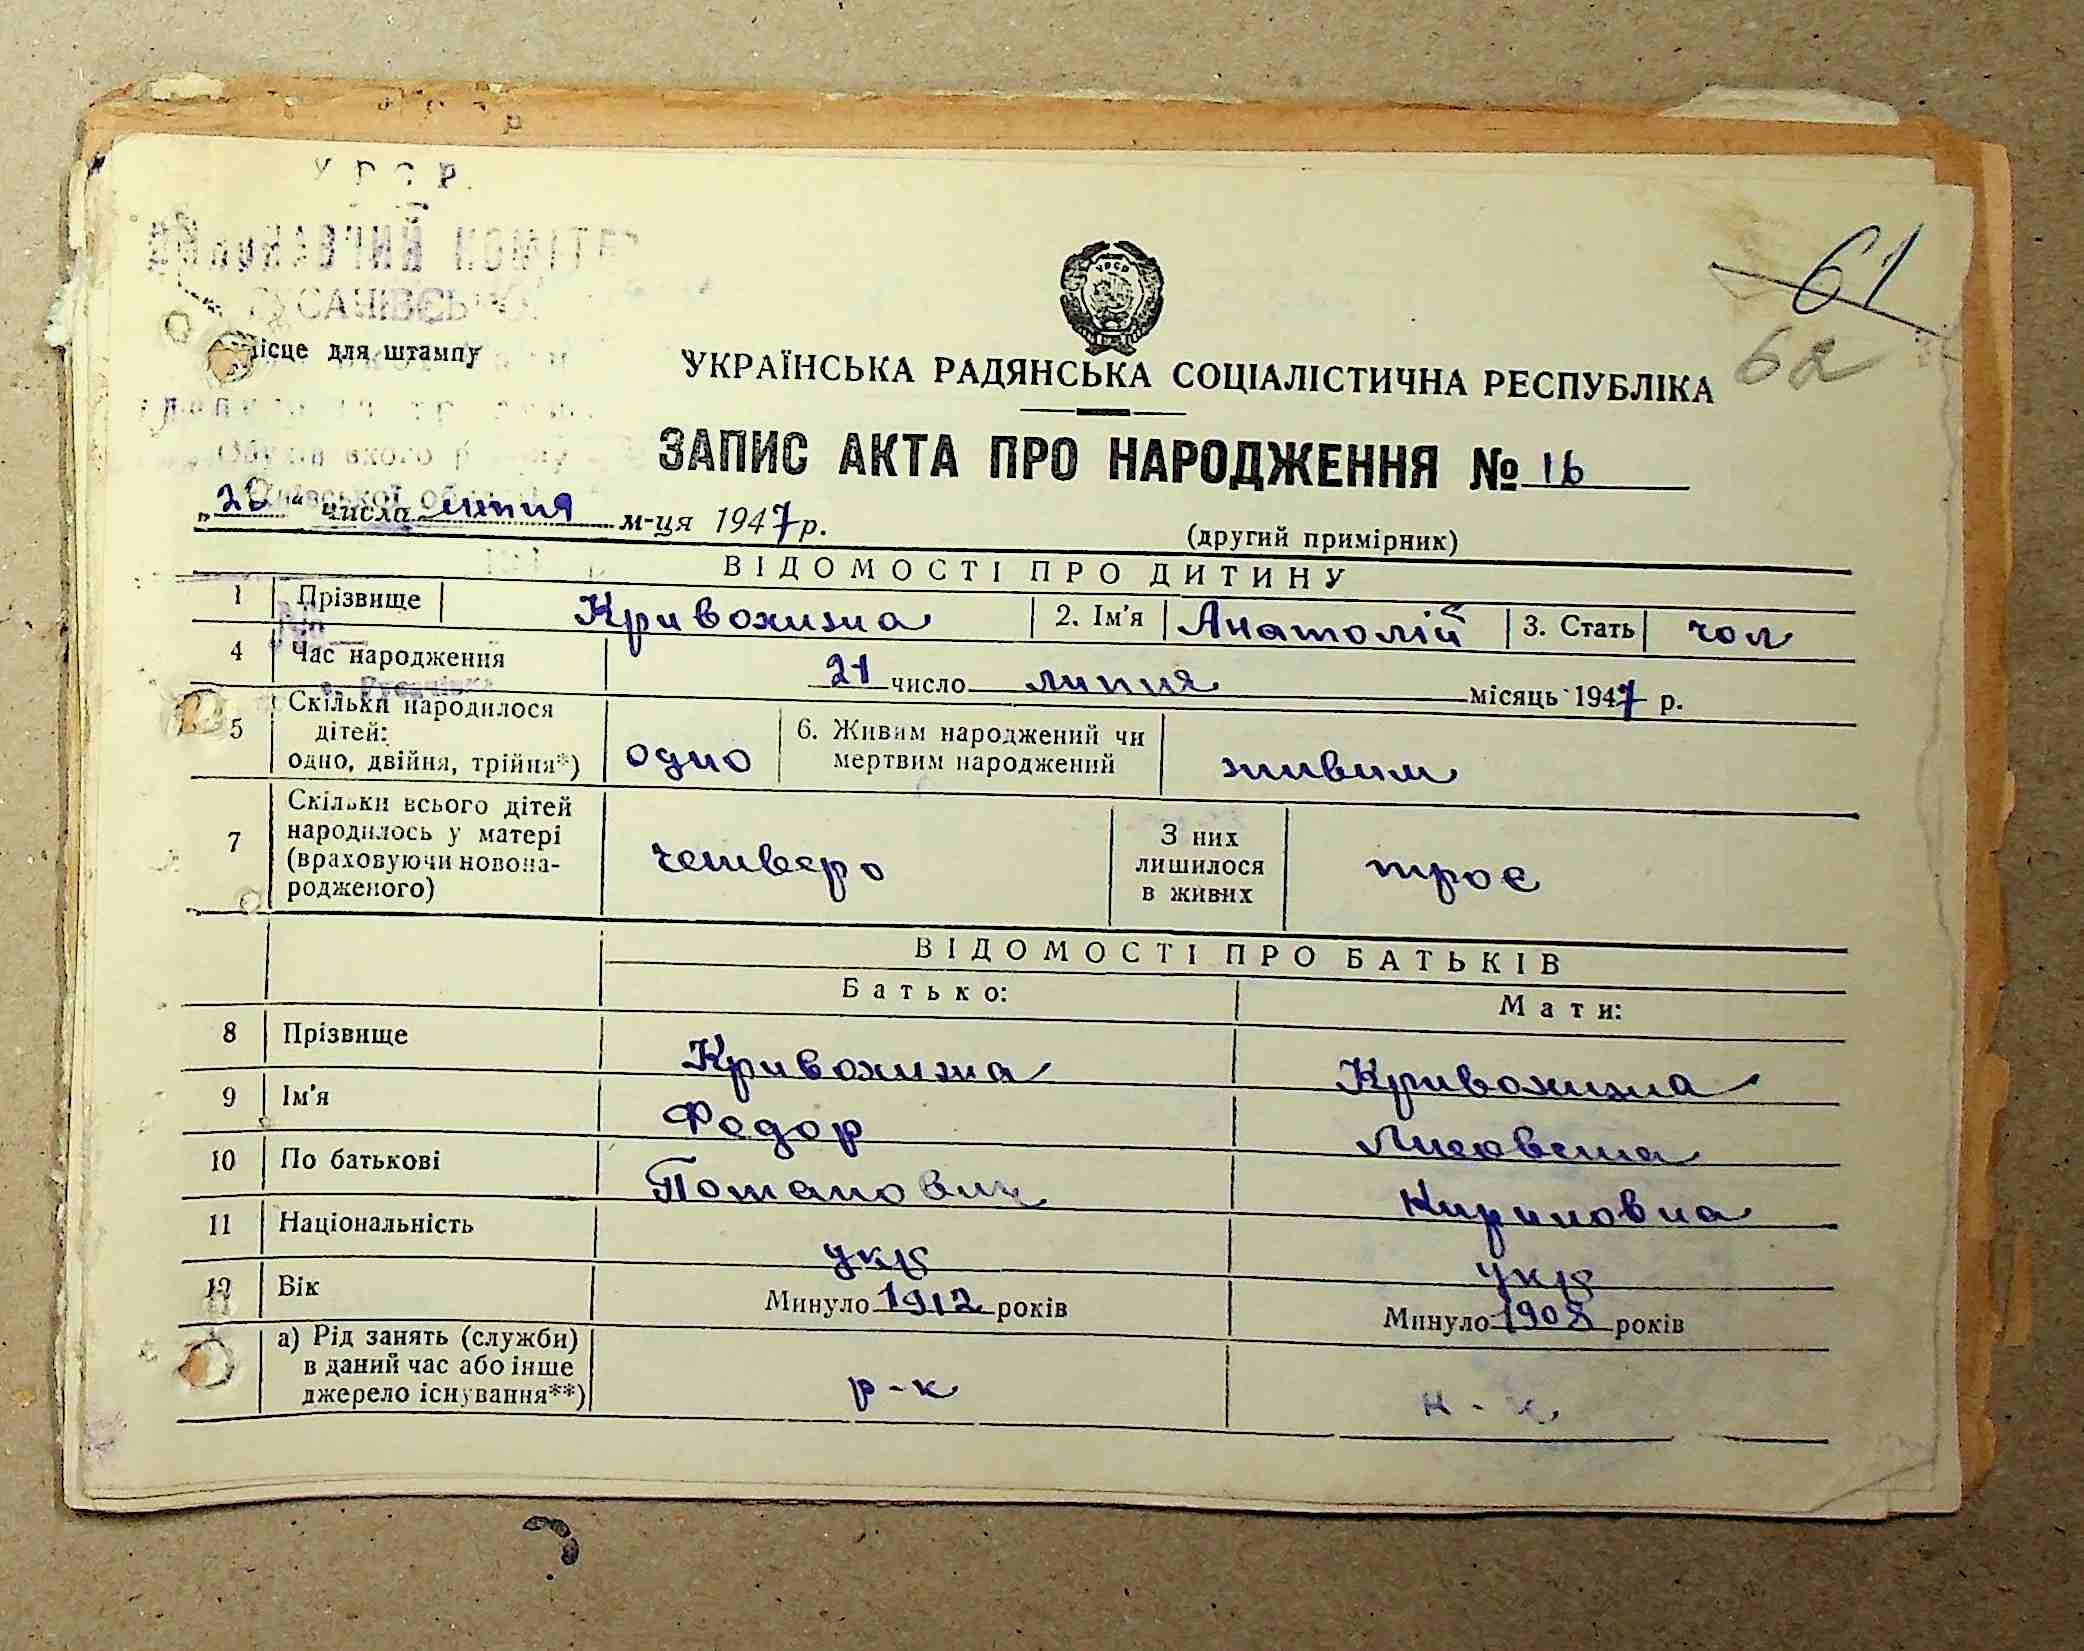 УРСР.
61
62
Місце для штампу
УКРАЇНСЬКА РАДЯНСЬКА СОЦІАЛІСТИЧНА РЕСПУБЛІКА
ЗАПИС АКТА ПРО НАРОДЖЕННЯ № 16
числа липня м-ця 1947 р.
(другий примірник)
ВІДОМОСТІ ПРО ДИТИНУ
1 Прізвище Кривохижа 2. Ім'я Анатолій 3. Стать чол
4 Час народження 21 число липня місяць 1947 р.
5 Скільки народилося дітей: одно, двійня, трійня*) одно 6. Живим народжений чи мертвим народжений живим
7 Скільки всього дітей народилось у матері (враховуючи новонародженого) четверо З них лишилося в живих троє
ВІДОМОСТІ ПРО БАТЬКІВ
Батько: Мати:
8 Прізвище Кривохижа Кривохижа
9 Ім'я Федор
10 По батькові Потапович Кириловна
11 Національність укр укр
12 Вік Минуло 1912 років Минуло 1908 років
а) Рід занять (служби) в даний час або інше джерело існування**) р-к к-к